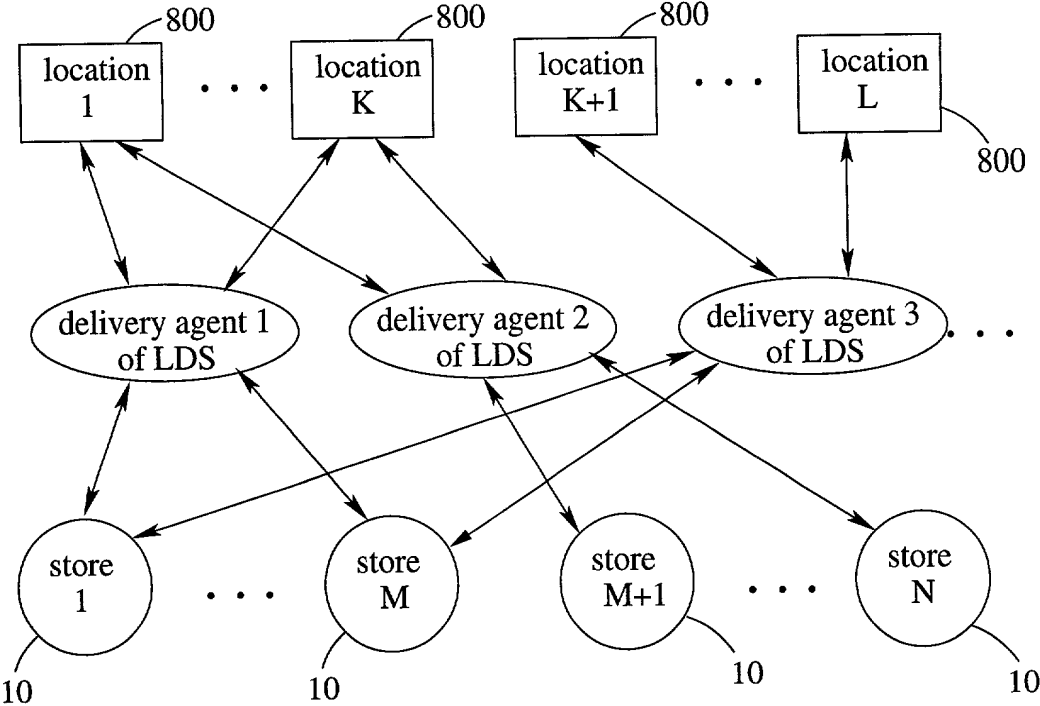 800
800
800
location
1
. . .
location
K
location
K+1
. . .
location
L
800
delivery agent 1
of LDS
delivery agent 2
of LDS
delivery agent 3
of LDS
. . .
store
1
. . .
store
M
store
M+1
. . .
store
N
10
10
10
10